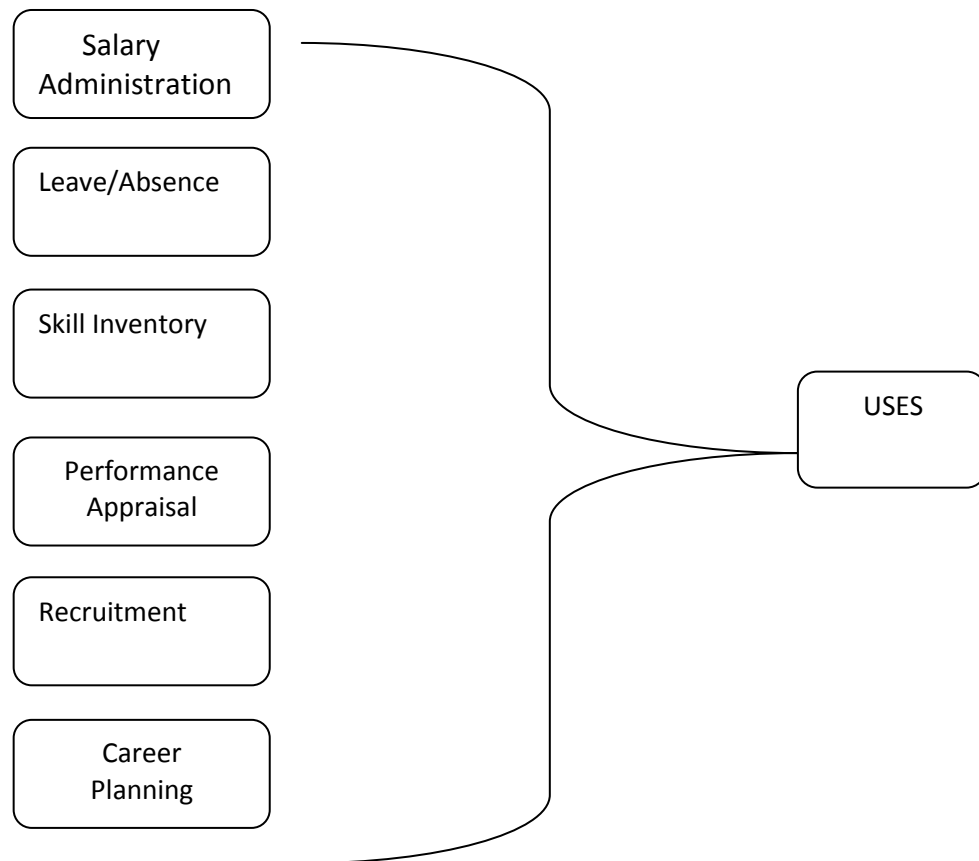 Salary
Administration
Leave/Absence
Skill Inventory
USES
Performance
Appraisal
Recruitment
Career
Planning